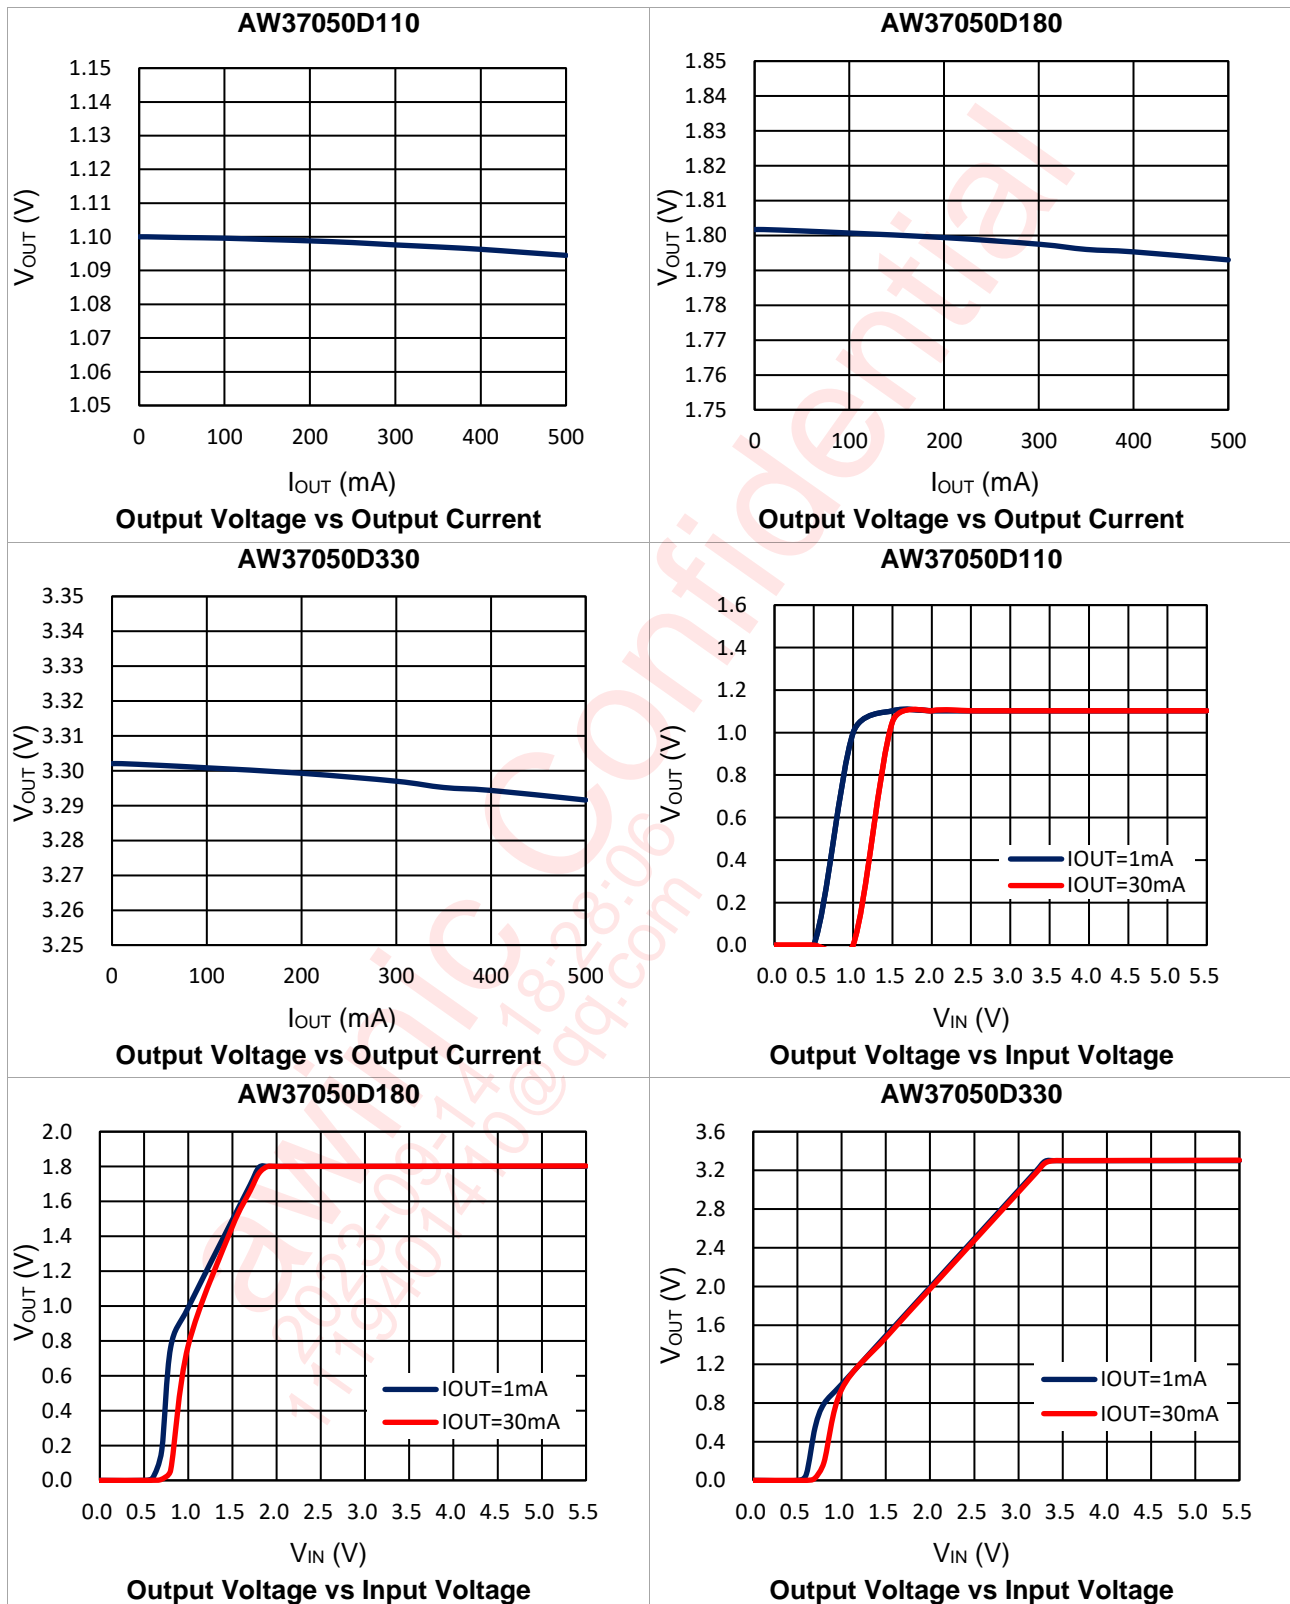 AW37050D110
1.15
1.14
1.13
1.12
1.11
1.10
1.09
1.08
1.07
1.06
1.05
VOUT (V)
0 100 200 300 400 500
IOUT (mA)
Output Voltage vs Output Current
AW37050D180
1.85
1.84
1.83
1.82
1.81
1.80
1.79
1.78
1.77
1.76
1.75
VOUT (V)
0 100 200 300 400 500
IOUT (mA)
Output Voltage vs Output Current
AW37050D330
3.35
3.34
3.33
3.32
3.31
3.30
3.29
3.28
3.27
3.26
3.25
VOUT (V)
0 100 200 300 400 500
IOUT (mA)
Output Voltage vs Output Current
AW37050D110
1.6
1.4
1.2
1.0
0.8
0.6
0.4
0.2
0.0
VOUT (V)
IOUT=1mA
IOUT=30mA
0.0 0.5 1.0 1.5 2.0 2.5 3.0 3.5 4.0 4.5 5.0 5.5
VIN (V)
Output Voltage vs Input Voltage
AW37050D180
2.0
1.8
1.6
1.4
1.2
1.0
0.8
0.6
0.4
0.2
0.0
VOUT (V)
IOUT=1mA
IOUT=30mA
0.0 0.5 1.0 1.5 2.0 2.5 3.0 3.5 4.0 4.5 5.0 5.5
VIN (V)
Output Voltage vs Input Voltage
AW37050D330
3.6
3.2
2.8
2.4
2.0
1.6
1.2
0.8
0.4
0.0
VOUT (V)
IOUT=1mA
IOUT=30mA
0.0 0.5 1.0 1.5 2.0 2.5 3.0 3.5 4.0 4.5 5.0 5.5
VIN (V)
Output Voltage vs Input Voltage
awinic Confidential
2023-09-14 18:28:06
1119401410@qq.com